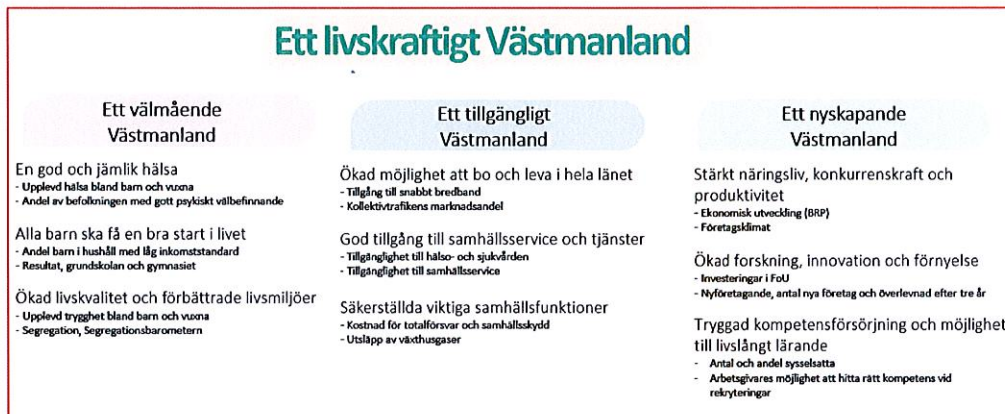 Ett livskraftigt Västmanland
Ett välmående
Västmanland
En god och jämlik hälsa
- Upplevd hälsa bland barn och vuxna
- Andel av befolkningen med gott psykiskt välbefinnande
Alla barn ska få en bra start i livet
- Andel barn i hushåll med låg inkomststandard
- Resultat, grundskolan och gymnasiet
Ökad livskvalitet och förbättrade livsmiljöer
- Upplevd trygghet bland barn och vuxna
- Segregation, Segregationsbarometern
Ett tillgängligt
Västmanland
Ökad möjlighet att bo och leva i hela länet
- Tillgång till snabbt bredband
- Kollektivtrafikens marknadsandel
God tillgång till samhällsservice och tjänster
- Tillgänglighet till hälso- och sjukvården
- Tillgänglighet till samhällsservice
Säkerställda viktiga samhällsfunktioner
- Kostnad för totalförsvar och samhällsskydd
- Utsläpp av växthusgaser
Ett nyskapande
Västmanland
Stärkt näringsliv, konkurrenskraft och
produktivitet
- Ekonomisk utveckling (BRP)
- Företagsklimat
Ökad forskning, innovation och förnyelse
- Investeringar i FoU
- Nyföretagande, antal nya företag och överlevnad efter tre år
Tryggad kompetensförsörjning och möjlighet
till livslångt lärande
- Antal och andel sysselsatta
- Arbetsgivares möjlighet att hitta rätt kompetens vid
rekryteringar